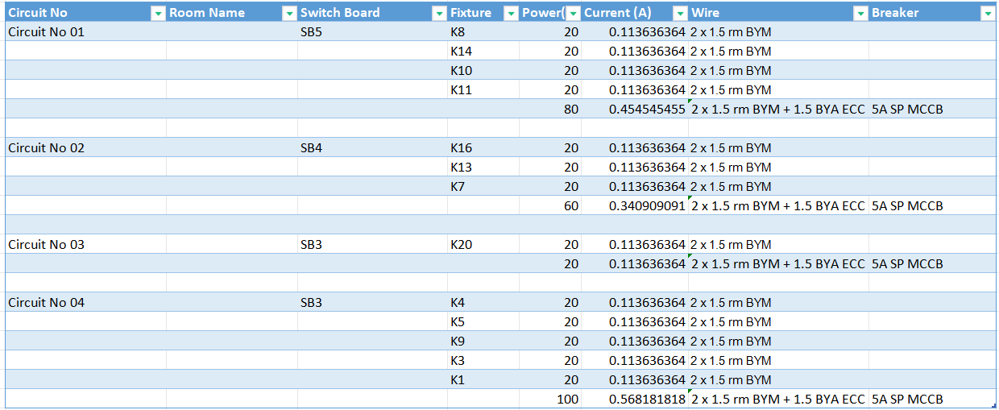 Circuit No Room Name Switch Board Fixture Power( Current (A) Wire Breaker
Circuit No 01 SB5 K8 20 0.113636364 2 x 1.5 rm BYM
K14 20 0.113636364 2 x 1.5 rm BYM
K10 20 0.113636364 2 x 1.5 rm BYM
K11 20 0.113636364 2 x 1.5 rm BYM
80 0.454545455 2 x 1.5 rm BYM + 1.5 BYA ECC 5A SP MCCB
Circuit No 02 SB4 K16 20 0.113636364 2 x 1.5 rm BYM
K13 20 0.113636364 2 x 1.5 rm BYM
K7 20 0.113636364 2 x 1.5 rm BYM
60 0.340909091 2 x 1.5 rm BYM + 1.5 BYA ECC 5A SP MCCB
Circuit No 03 SB3 K20 20 0.113636364 2 x 1.5 rm BYM
20 0.113636364 2 x 1.5 rm BYM + 1.5 BYA ECC 5A SP MCCB
Circuit No 04 SB3 K4 20 0.113636364 2 x 1.5 rm BYM
K5 20 0.113636364 2 x 1.5 rm BYM
K9 20 0.113636364 2 x 1.5 rm BYM
K3 20 0.113636364 2 x 1.5 rm BYM
K1 20 0.113636364 2 x 1.5 rm BYM
100 0.568181818 2 x 1.5 rm BYM + 1.5 BYA ECC 5A SP MCCB